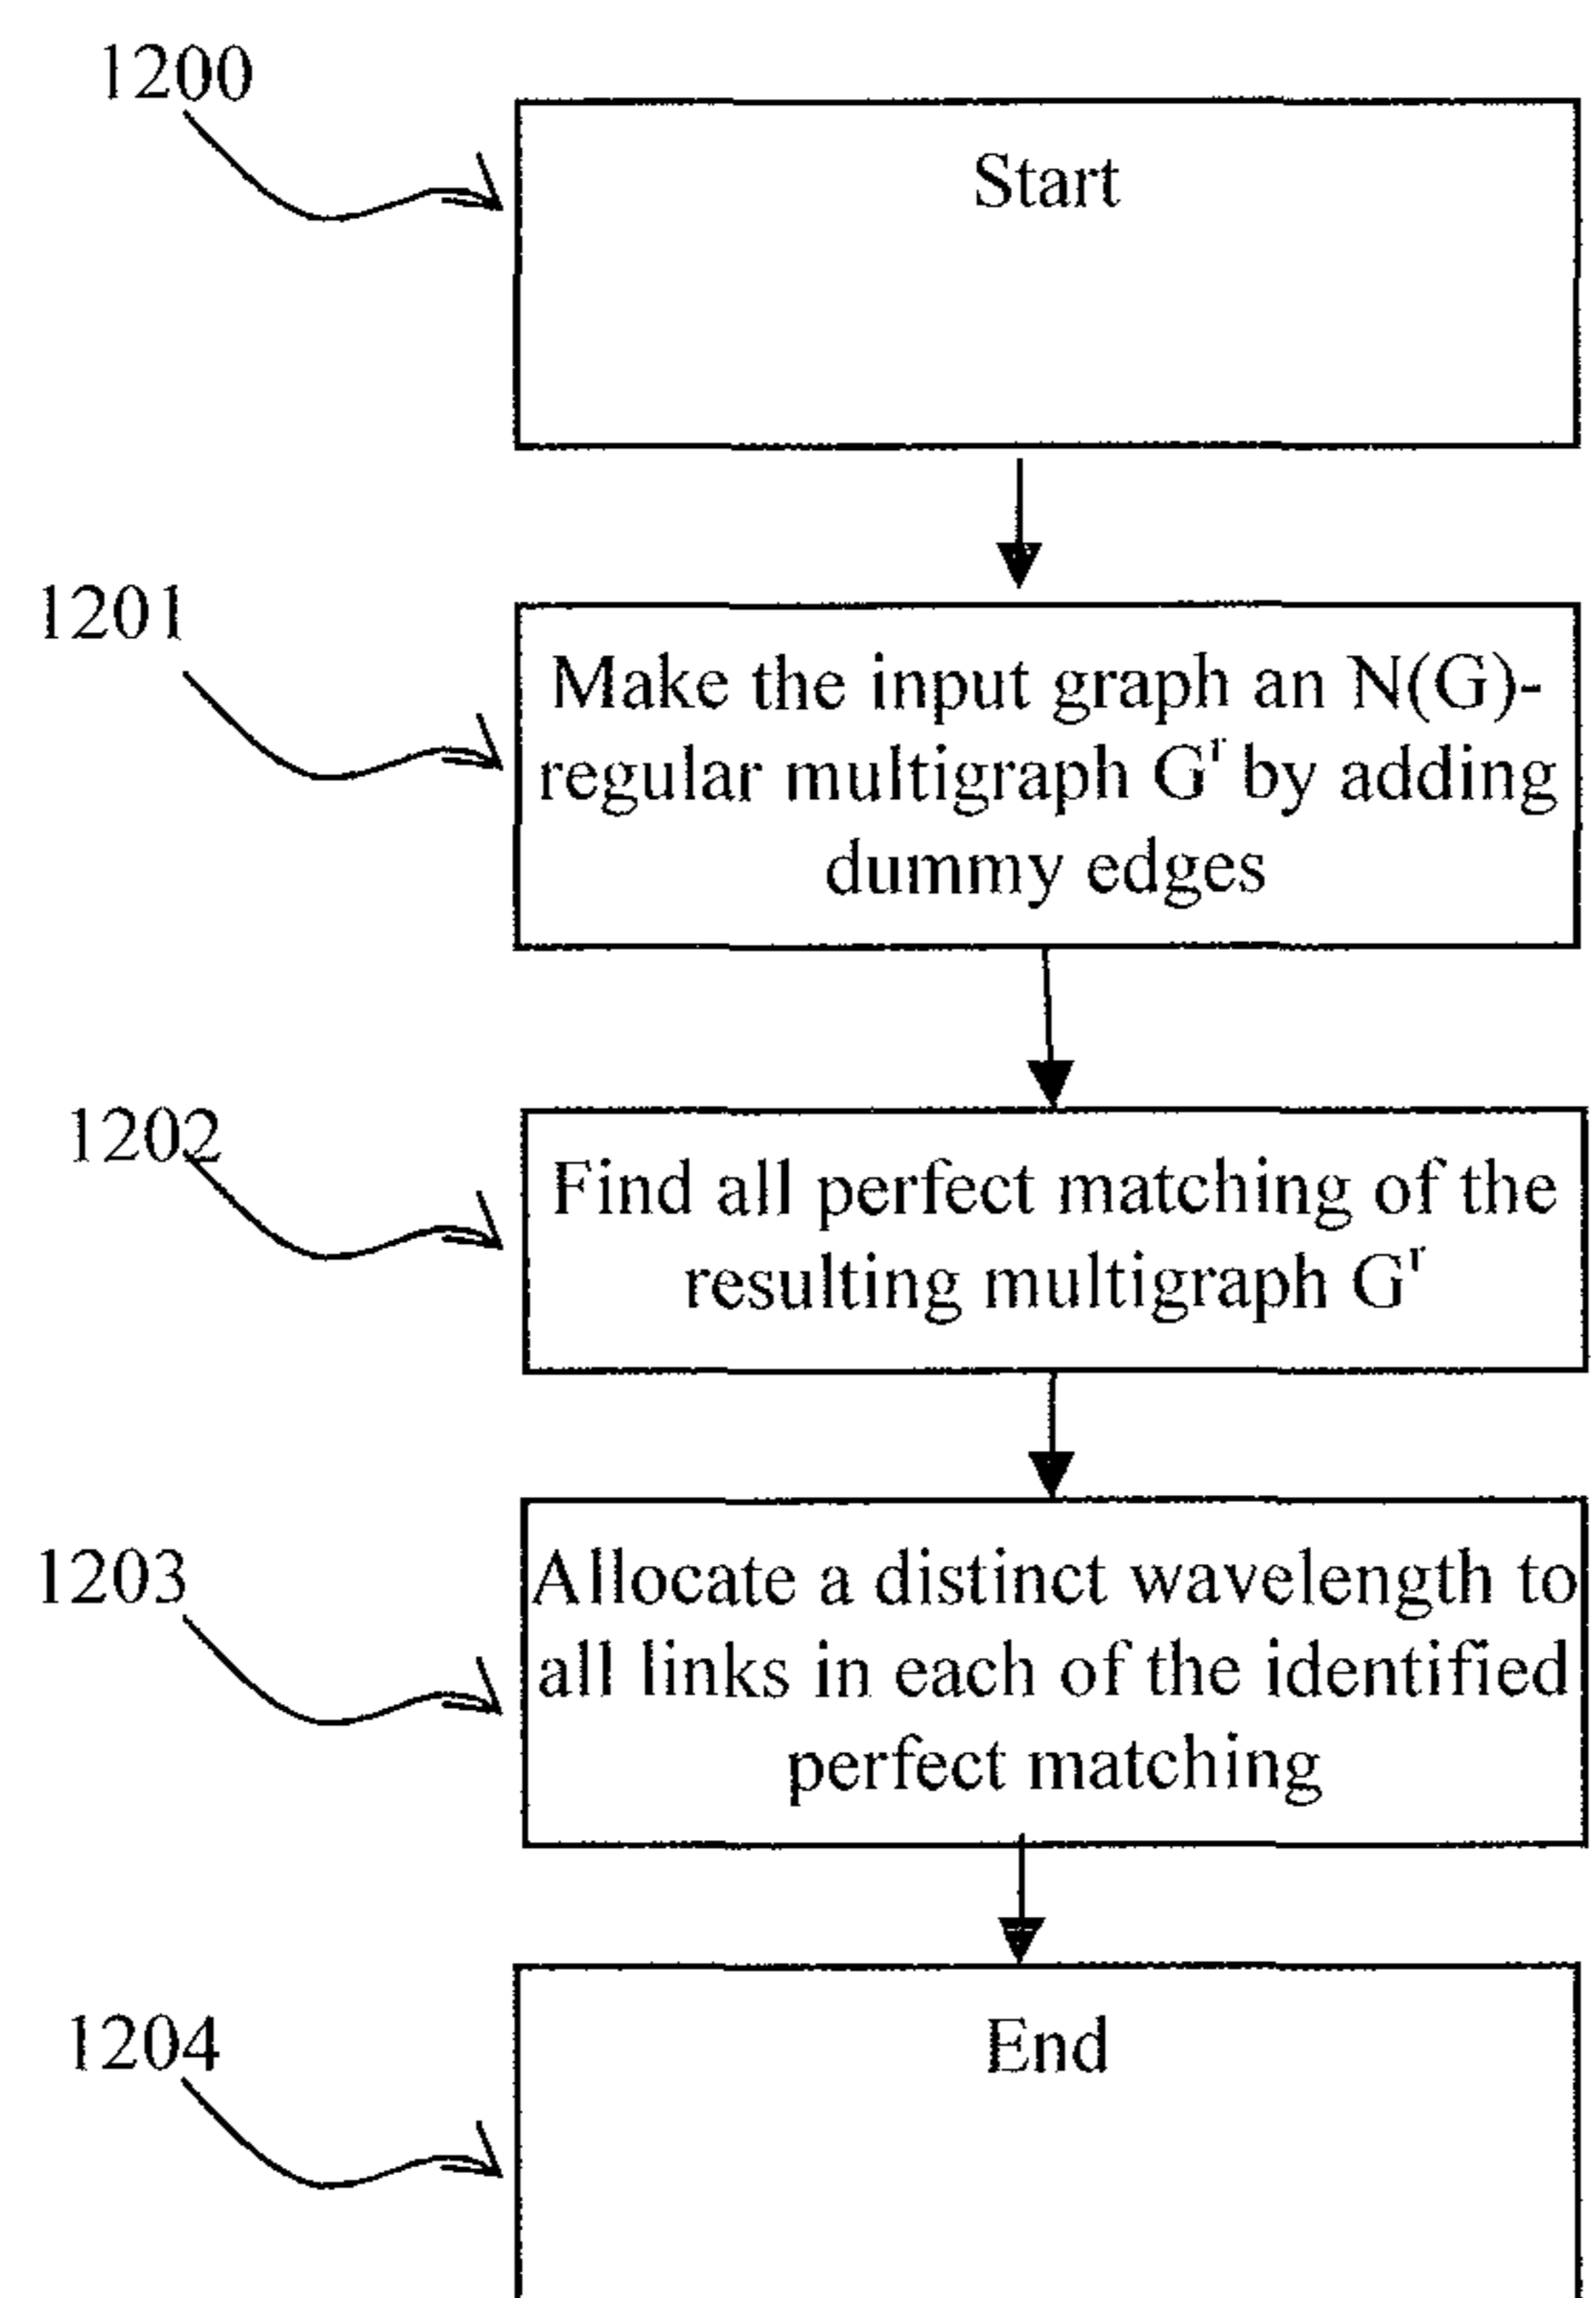 1200
Start
1201
Make the input graph an N(G)-
regular multigraph Gʳ by adding
dummy edges
1202
Find all perfect matching of the
resulting multigraph Gʳ
1203
Allocate a distinct wavelength to
all links in each of the identified
perfect matching
1204
End